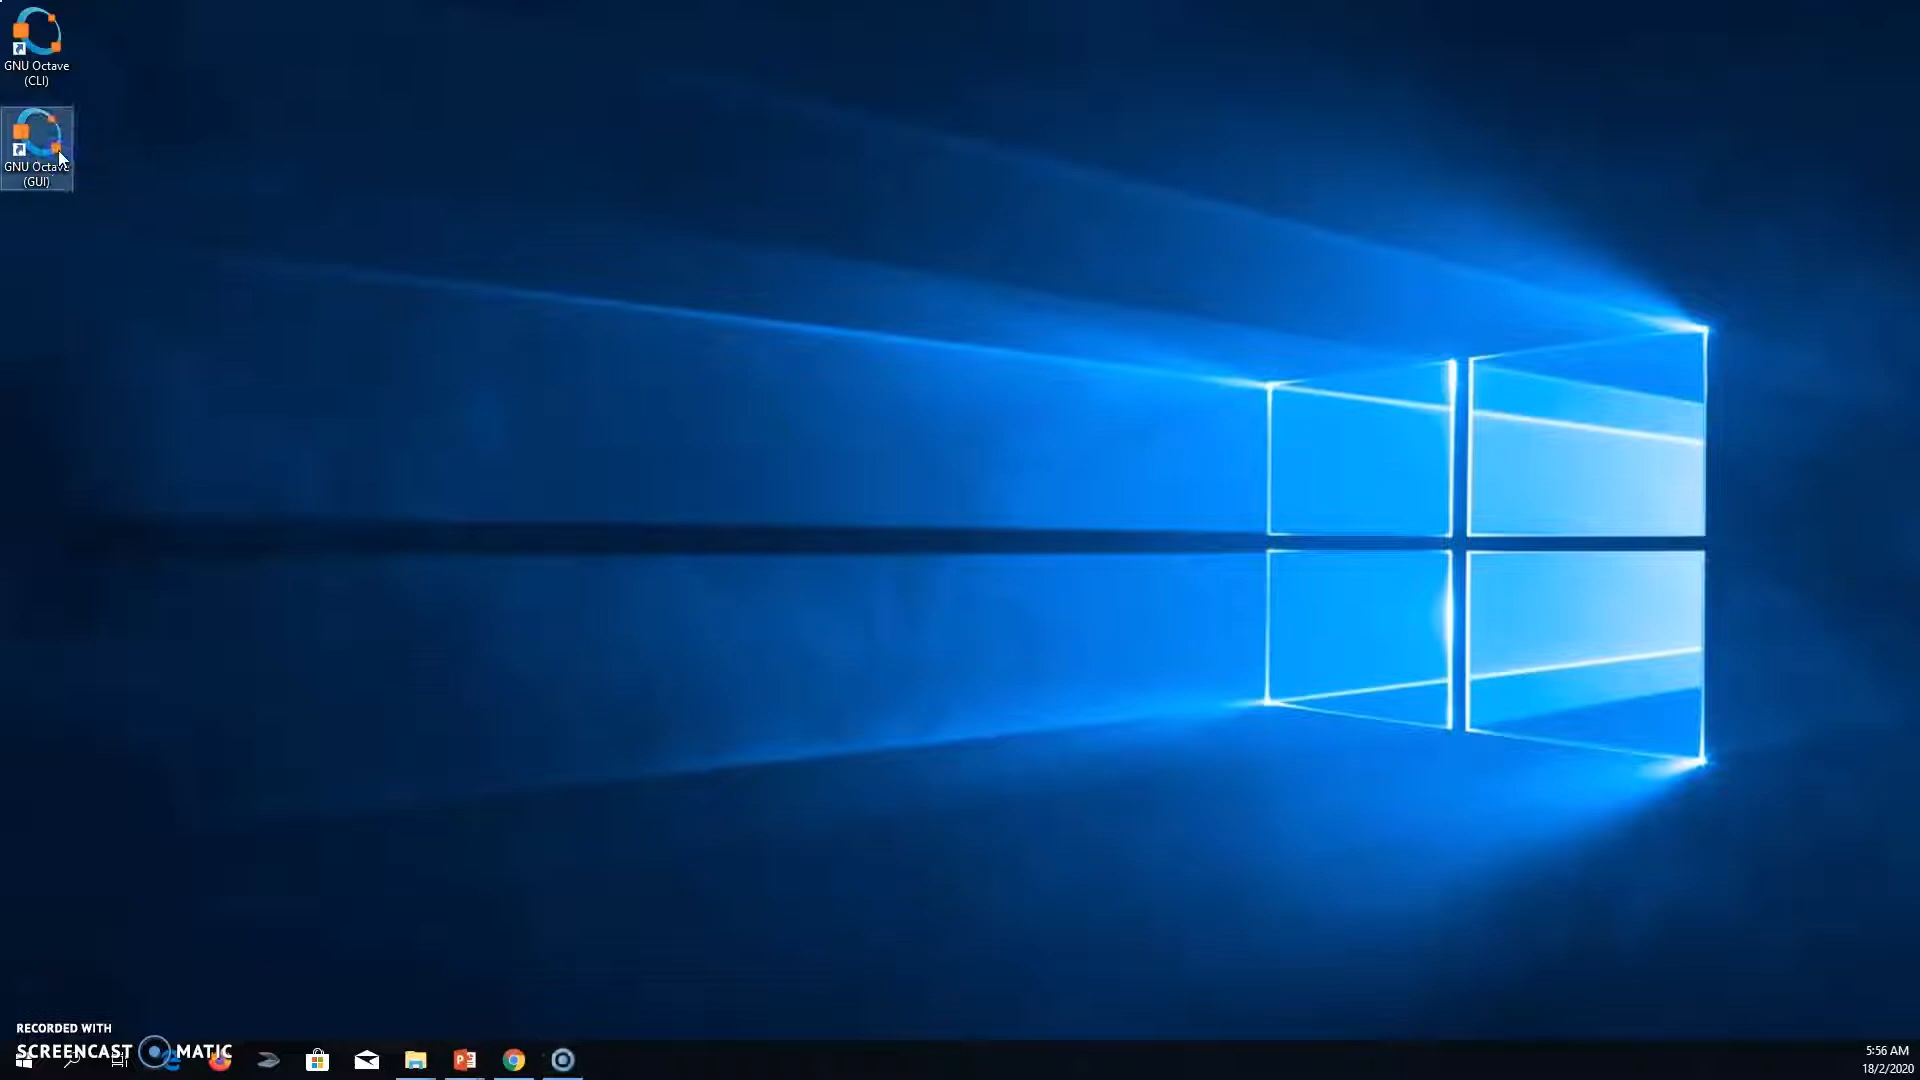 GNU Octave
(CLI)
GNU Octave
(GUI)
RECORDED WITH
SCREENCAST MATIC
5:56 AM
18/2/2020